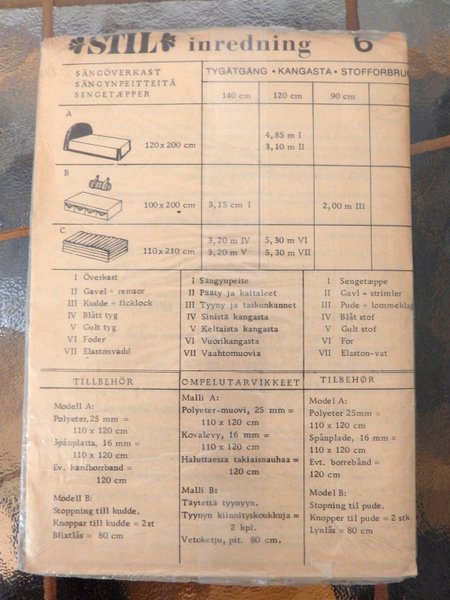 STIL inredning 6
SÄNGÖVERKAST
SÄNGYNPEITTEITÄ
SENGETÆPPER
TYGÅTGÅNG • KANGASTA • STOFFORBRU
140 cm 120 cm 90 cm
A
120 x 200 cm
4,85 m I
3,10 m II
B
100 x 200 cm 3,15 cm I 2,00 m III
C
110 x 210 cm
3,20 m IV 5,30 m VI
3,20 m V 5,30 m VII
I Överkast
II Gavel + remsor
III Kudde + ficklock
IV Blått tyg
V Gult tyg
VI Foder
VII Elastonvadd
I Sängynpeite
II Pääty ja kaitaleet
III Tyyny ja taskunkannet
IV Sinistä kangasta
V Keltaista kangasta
VI Vuorikangasta
VII Vaahtomuovia
I Sengetæppe
II Gavl + strimler
III Pude + lommeklap
IV Blåt stof
V Gult stof
VI For
VII Elaston-vat
TILLBEHÖR
Modell A:
Polyeter, 25 mm =
110 x 120 cm
Spånplatta, 16 mm =
110 x 120 cm
Ev. kardborrband =
120 cm
Modell B:
Stoppning till kudde.
Knoppar till kudde = 2 st
Blixtlås = 80 cm
OMPELUTARVIKKEET
Malli A:
Polyeter-muovi, 25 mm =
110 x 120 cm
Kovalevy, 16 mm =
110 x 120 cm
Haluttaessa takiaisnauhaa =
120 cm
Malli B:
Täytettä tyynyyn.
Tyynyn kiinnityskoukkuja =
2 kpl.
Vetoketju, pit. 80 cm.
TILBEHØR
Model A:
Polyeter 25mm=
110 x 120 cm
Spånplade, 16 mm =
110 x 120 cm
Evt. borrebånd =
120 cm
Model B:
Stopning til pude.
Knopper til pude = 2 stk
Lynlås = 80 cm